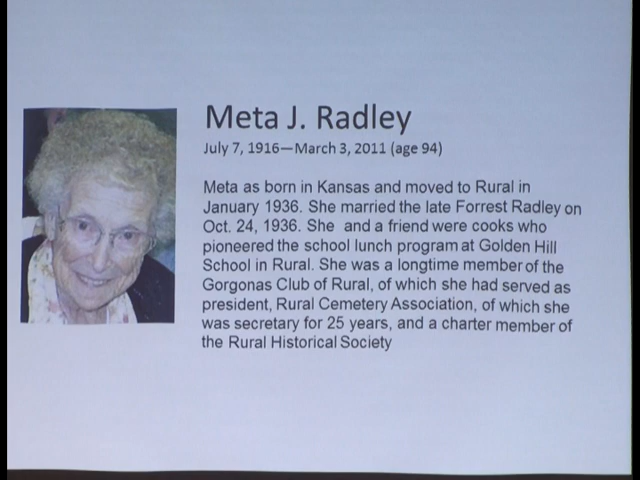 Meta J. Radley
July 7, 1916—March 3, 2011 (age 94)
Meta as born in Kansas and moved to Rural in
January 1936. She married the late Forrest Radley on
Oct. 24, 1936. She and a friend were cooks who
pioneered the school lunch program at Golden Hill
School in Rural. She was a longtime member of the
Gorgonas Club of Rural, of which she had served as
president, Rural Cemetery Association, of which she
was secretary for 25 years, and a charter member of
the Rural Historical Society